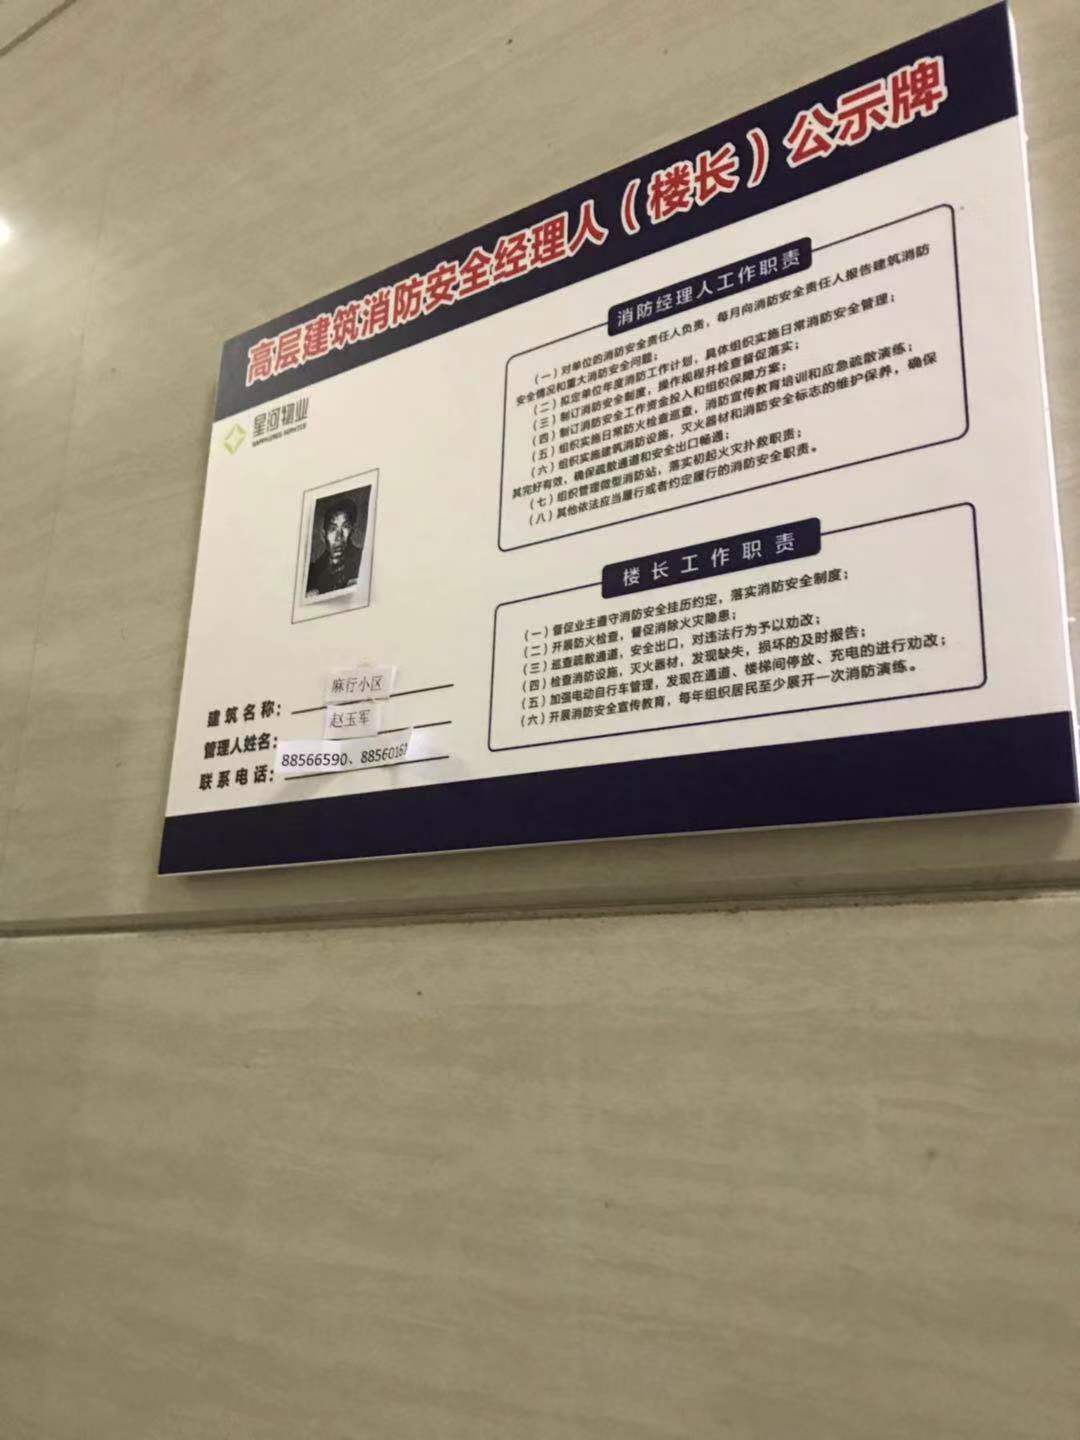 高层建筑消防安全经理人（楼长）公示牌
星河物业
建筑名称：麻行小区
管理人姓名：赵玉军
联系电话：88566590、8856016
消防经理人工作职责
（一）对单位的消防安全责任人负责，每月向消防安全责任人报告建筑消防
安全情况和重大消防安全问题；
（二）拟定单位年度消防工作计划，具体组织实施日常消防安全管理；
（三）制订消防安全制度，操作规程并检查督促落实；
（四）制订消防安全工作资金投入和组织保障方案；
（五）组织实施日常防火检查巡查，消防宣传教育培训和应急疏散演练；
（六）组织实施建筑消防设施，灭火器材和消防安全标志的维护保养，确保
其完好有效，确保疏散通道和安全出口畅通；
（七）组织管理微型消防站，落实初起火灾扑救职责；
（八）其他依法应当履行或者约定履行的消防安全职责。
楼长工作职责
（一）督促业主遵守消防安全挂历约定，落实消防安全制度；
（二）开展防火检查，督促消除火灾隐患；
（三）巡查疏散通道，安全出口，对违法行为予以劝改；
（四）检查消防设施，灭火器材，发现缺失，损坏的及时报告；
（五）加强电动自行车管理，发现在通道、楼梯间停放、充电的进行劝改；
（六）开展消防安全宣传教育，每年组织居民至少展开一次消防演练。